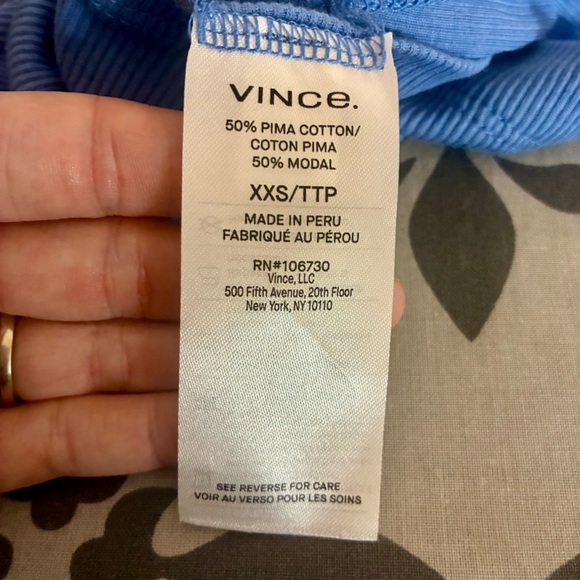 VINCE.
50% PIMA COTTON/
COTON PIMA
50% MODAL
XXS/TTP
MADE IN PERU
FABRIQUÉ AU PÉROU
RN#106730
Vince, LLC
500 Fifth Avenue, 20th Floor
New York, NY 10110
SEE REVERSE FOR CARE
VOIR AU VERSO POUR LES SOINS